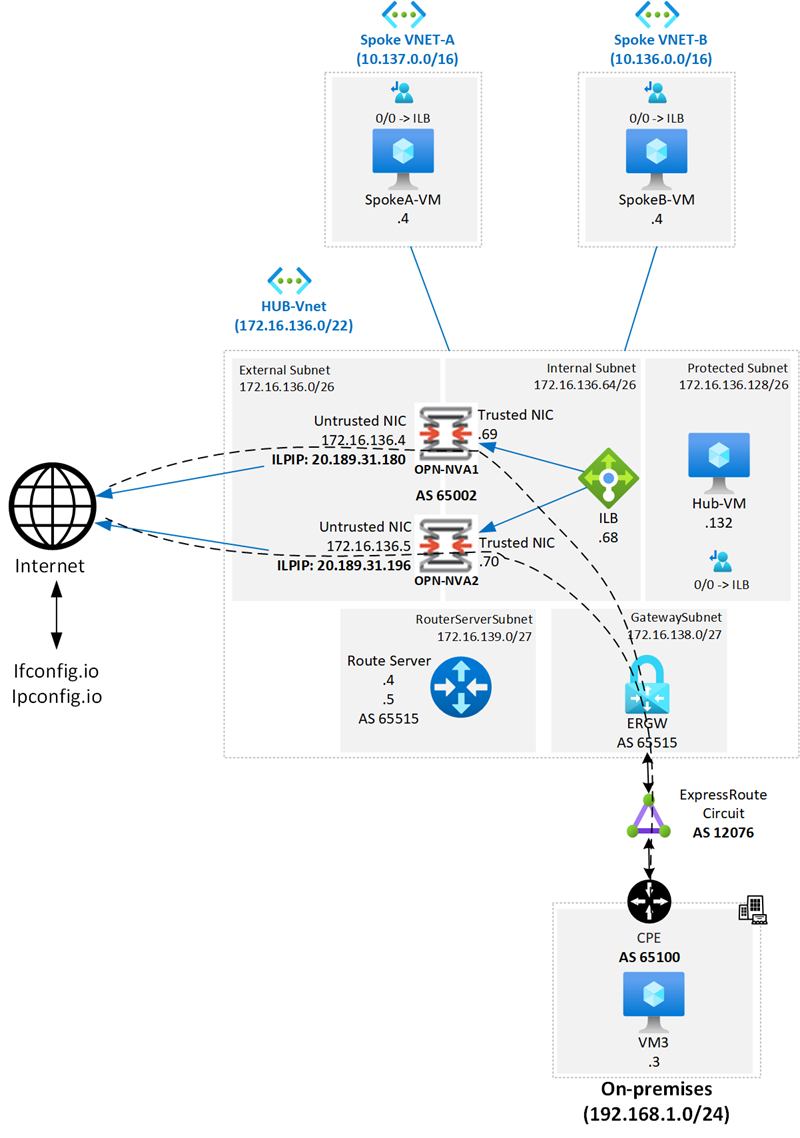 Spoke VNET-A
(10.137.0.0/16)
0/0 -> ILB
SpokeA-VM
.4
Spoke VNET-B
(10.136.0.0/16)
0/0 -> ILB
SpokeB-VM
.4
HUB-Vnet
(172.16.136.0/22)
External Subnet
172.16.136.0/26
Internal Subnet
172.16.136.64/26
Protected Subnet
172.16.136.128/26
Untrusted NIC
172.16.136.4
ILPIP: 20.189.31.180
Trusted NIC
.69
OPN-NVA1
AS 65002
Untrusted NIC
172.16.136.5
ILPIP: 20.189.31.196
Trusted NIC
.70
OPN-NVA2
ILB
.68
Hub-VM
.132
0/0 -> ILB
Internet
Ifconfig.io
Ipconfig.io
RouterServerSubnet
172.16.139.0/27
Route Server
.4
.5
AS 65515
GatewaySubnet
172.16.138.0/27
ERGW
AS 65515
ExpressRoute
Circuit
AS 12076
CPE
AS 65100
VM3
.3
On-premises
(192.168.1.0/24)